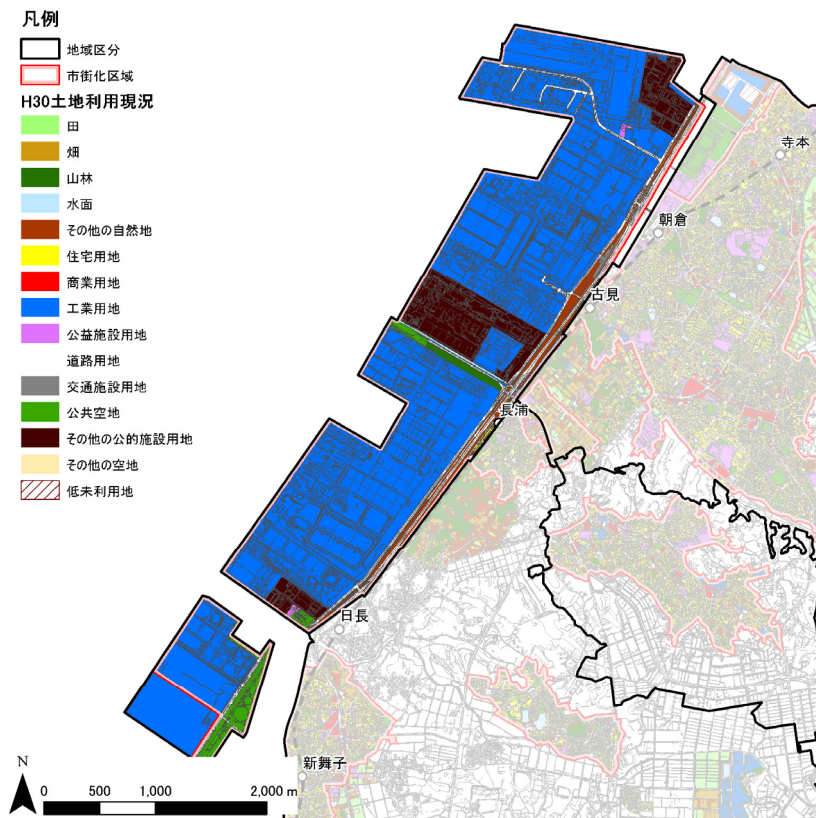 凡例
地域区分
市街化区域
H30土地利用現況
田
畑
山林
水面
その他の自然地
住宅用地
商業用地
工業用地
公益施設用地
道路用地
交通施設用地
公共空地
その他の公的施設用地
その他の空地
低未利用地
寺本
朝倉
古見
長浦
日長
新舞子
N
0 500 1,000 2,000 m